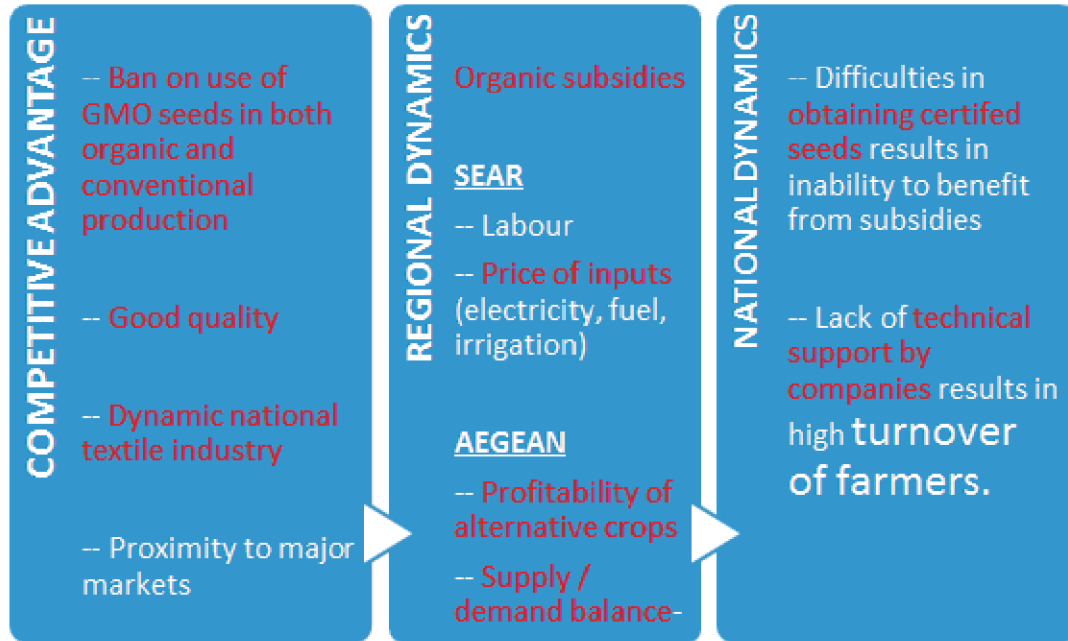 COMPETITIVE ADVANTAGE
-- Ban on use of
GMO seeds in both
organic and
conventional
production
-- Good quality
-- Dynamic national
textile industry
-- Proximity to major
markets
REGIONAL DYNAMICS
Organic subsidies
SEAR
-- Labour
-- Price of inputs
(electricity, fuel,
irrigation)
AEGEAN
-- Profitability of
alternative crops
-- Supply /
demand balance-
NATIONAL DYNAMICS
-- Difficulties in
obtaining certifed
seeds results in
inability to benefit
from subsidies
-- Lack of technical
support by
companies results in
high turnover
of farmers.